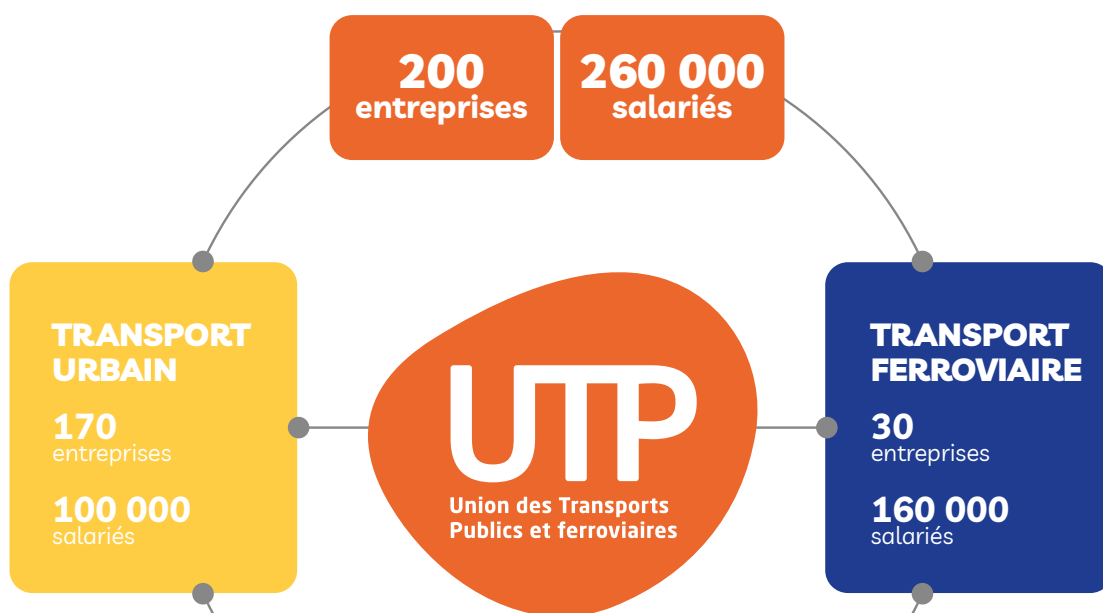 200
entreprises
260 000
salariés
TRANSPORT
URBAIN
170
entreprises
100 000
salariés
UTP
Union des Transports
Publics et ferroviaires
TRANSPORT
FERROVIAIRE
30
entreprises
160 000
salariés